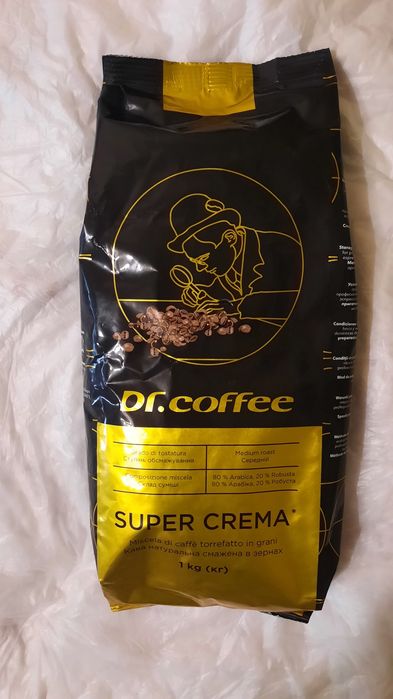 Dr.coffee
Grado di tostatura
Medium roast
Ступінь обсмажування
Середній
Composizione miscela
80 % Arabica, 20 % Robusta
Склад суміші
80 % Арабіка, 20 % Робуста
SUPER CREMA*
Miscela di caffè torrefatto in grani
Кава натуральна смажена в зернах
1 kg (кг)